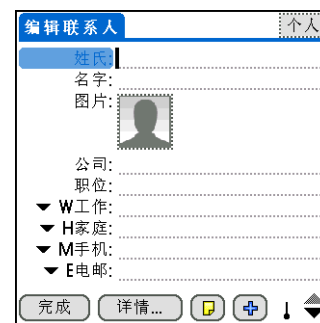 编辑联系人 个人
姓氏:
名字:
图片:
公司:
职位:
W工作:
H家庭:
M手机:
E电邮:
完成 详情...